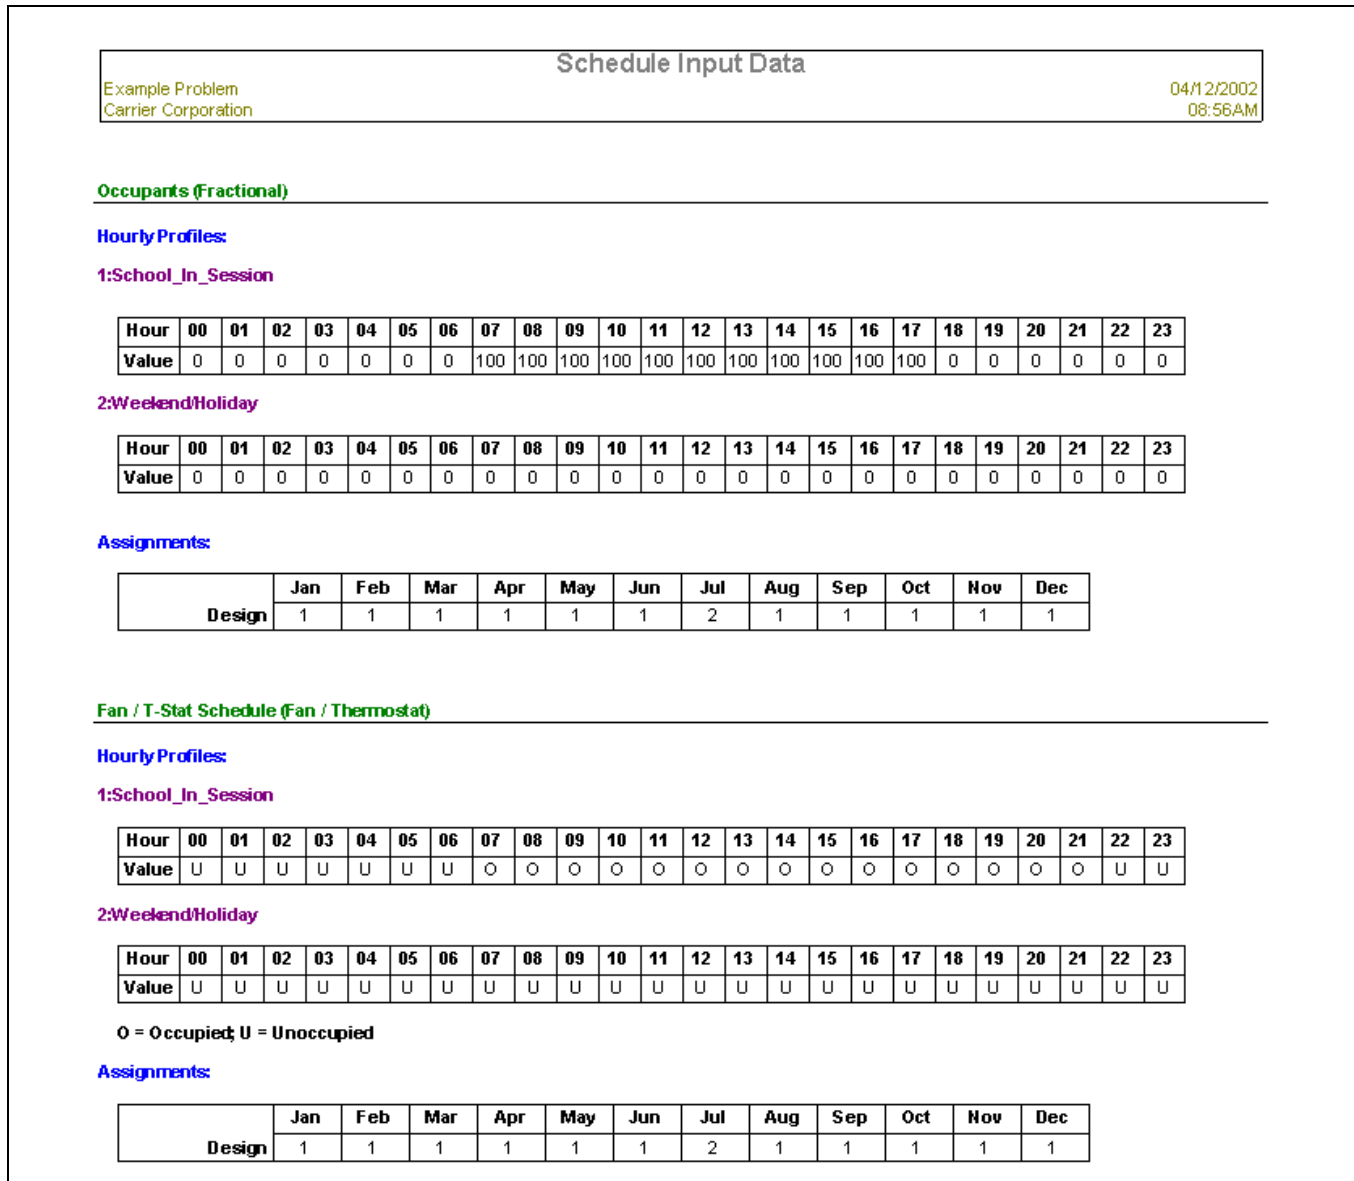 Schedule Input Data
Example Problem 04/12/2002
Carrier Corporation 08:56AM
Occupants (Fractional)
Hourly Profiles:
1:School_In_Session
Hour 00 01 02 03 04 05 06 07 08 09 10 11 12 13 14 15 16 17 18 19 20 21 22 23
Value 0 0 0 0 0 0 0 100 100 100 100 100 100 100 100 100 100 100 0 0 0 0 0 0
2:Weekend/Holiday
Hour 00 01 02 03 04 05 06 07 08 09 10 11 12 13 14 15 16 17 18 19 20 21 22 23
Value 0 0 0 0 0 0 0 0 0 0 0 0 0 0 0 0 0 0 0 0 0 0 0 0
Assignments:
Jan Feb Mar Apr May Jun Jul Aug Sep Oct Nov Dec
Design 1 1 1 1 1 1 2 1 1 1 1 1
Fan / T-Stat Schedule (Fan / Thermostat)
Hourly Profiles:
1:School_In_Session
Hour 00 01 02 03 04 05 06 07 08 09 10 11 12 13 14 15 16 17 18 19 20 21 22 23
Value U U U U U U U O O O O O O O O O O O O O O O U U
2:Weekend/Holiday
Hour 00 01 02 03 04 05 06 07 08 09 10 11 12 13 14 15 16 17 18 19 20 21 22 23
Value U U U U U U U U U U U U U U U U U U U U U U U U
O = Occupied; U = Unoccupied
Assignments:
Jan Feb Mar Apr May Jun Jul Aug Sep Oct Nov Dec
Design 1 1 1 1 1 1 2 1 1 1 1 1